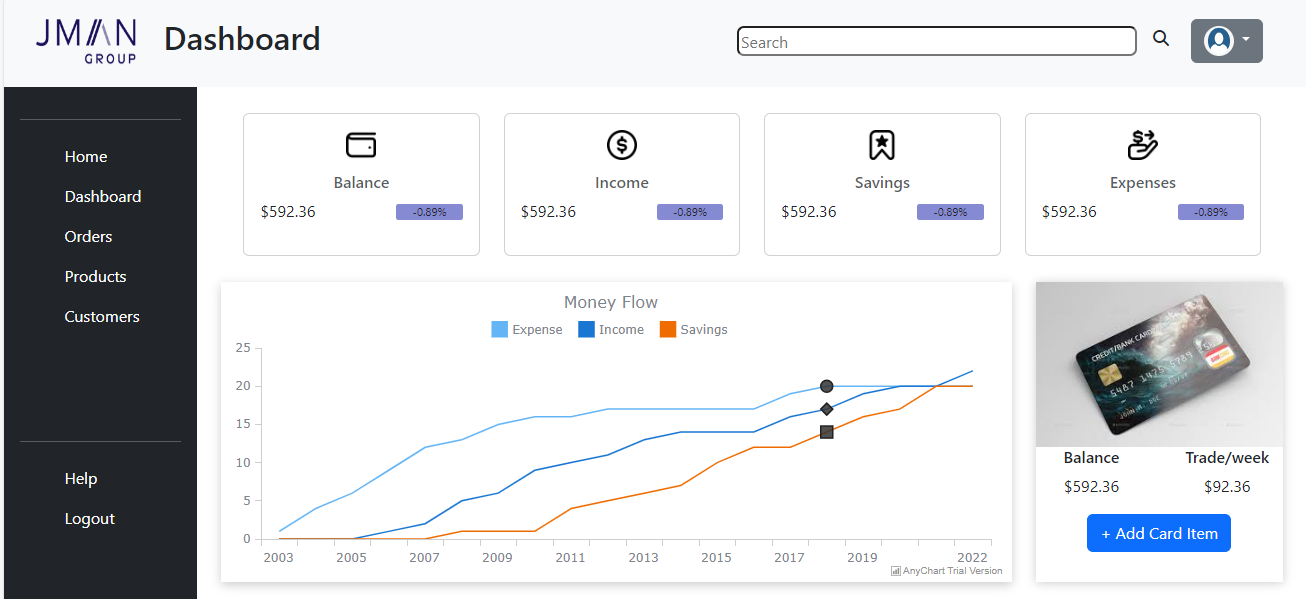 JMAN
GROUP
Dashboard
Search
Home
Dashboard
Orders
Products
Customers
Help
Logout
Balance
$592.36
-0.89%
Income
$592.36
-0.89%
Savings
$592.36
-0.89%
Expenses
$592.36
-0.89%
Money Flow
Expense Income Savings
25
20
15
10
5
0
2003 2005 2007 2009 2011 2013 2015 2017 2019 2022
AnyChart Trial Version
CREDIT/BANK CARD
5487 1475 5789
Balance Trade/week
$592.36 $92.36
+ Add Card Item